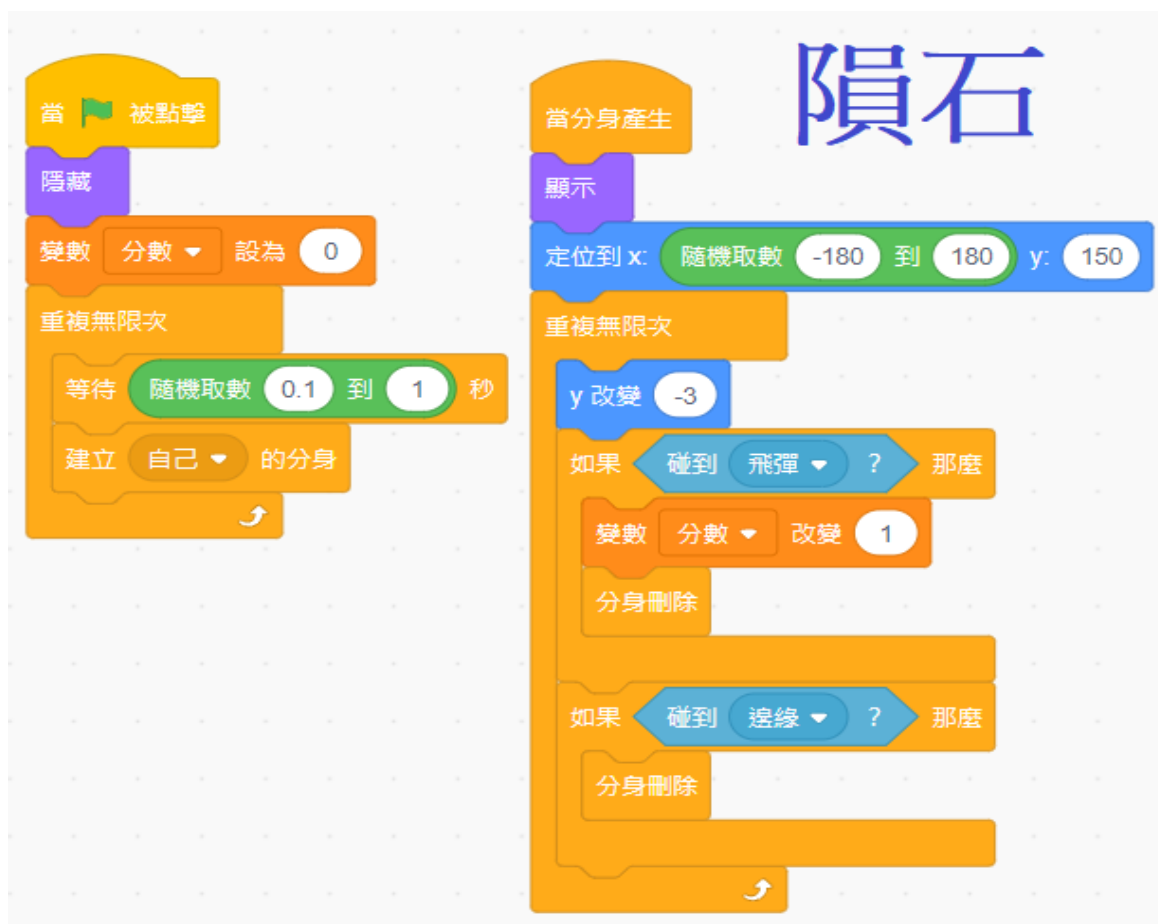 當 被點擊
隱藏
變數 分數 設為 0
重複無限次
等待 隨機取數 0.1 到 1 秒
建立 自己 的分身
隕石
當分身產生
顯示
定位到 x: 隨機取數 -180 到 180 y: 150
重複無限次
y 改變 -3
如果 碰到 飛彈 ? 那麼
變數 分數 改變 1
分身刪除
如果 碰到 邊緣 ? 那麼
分身刪除